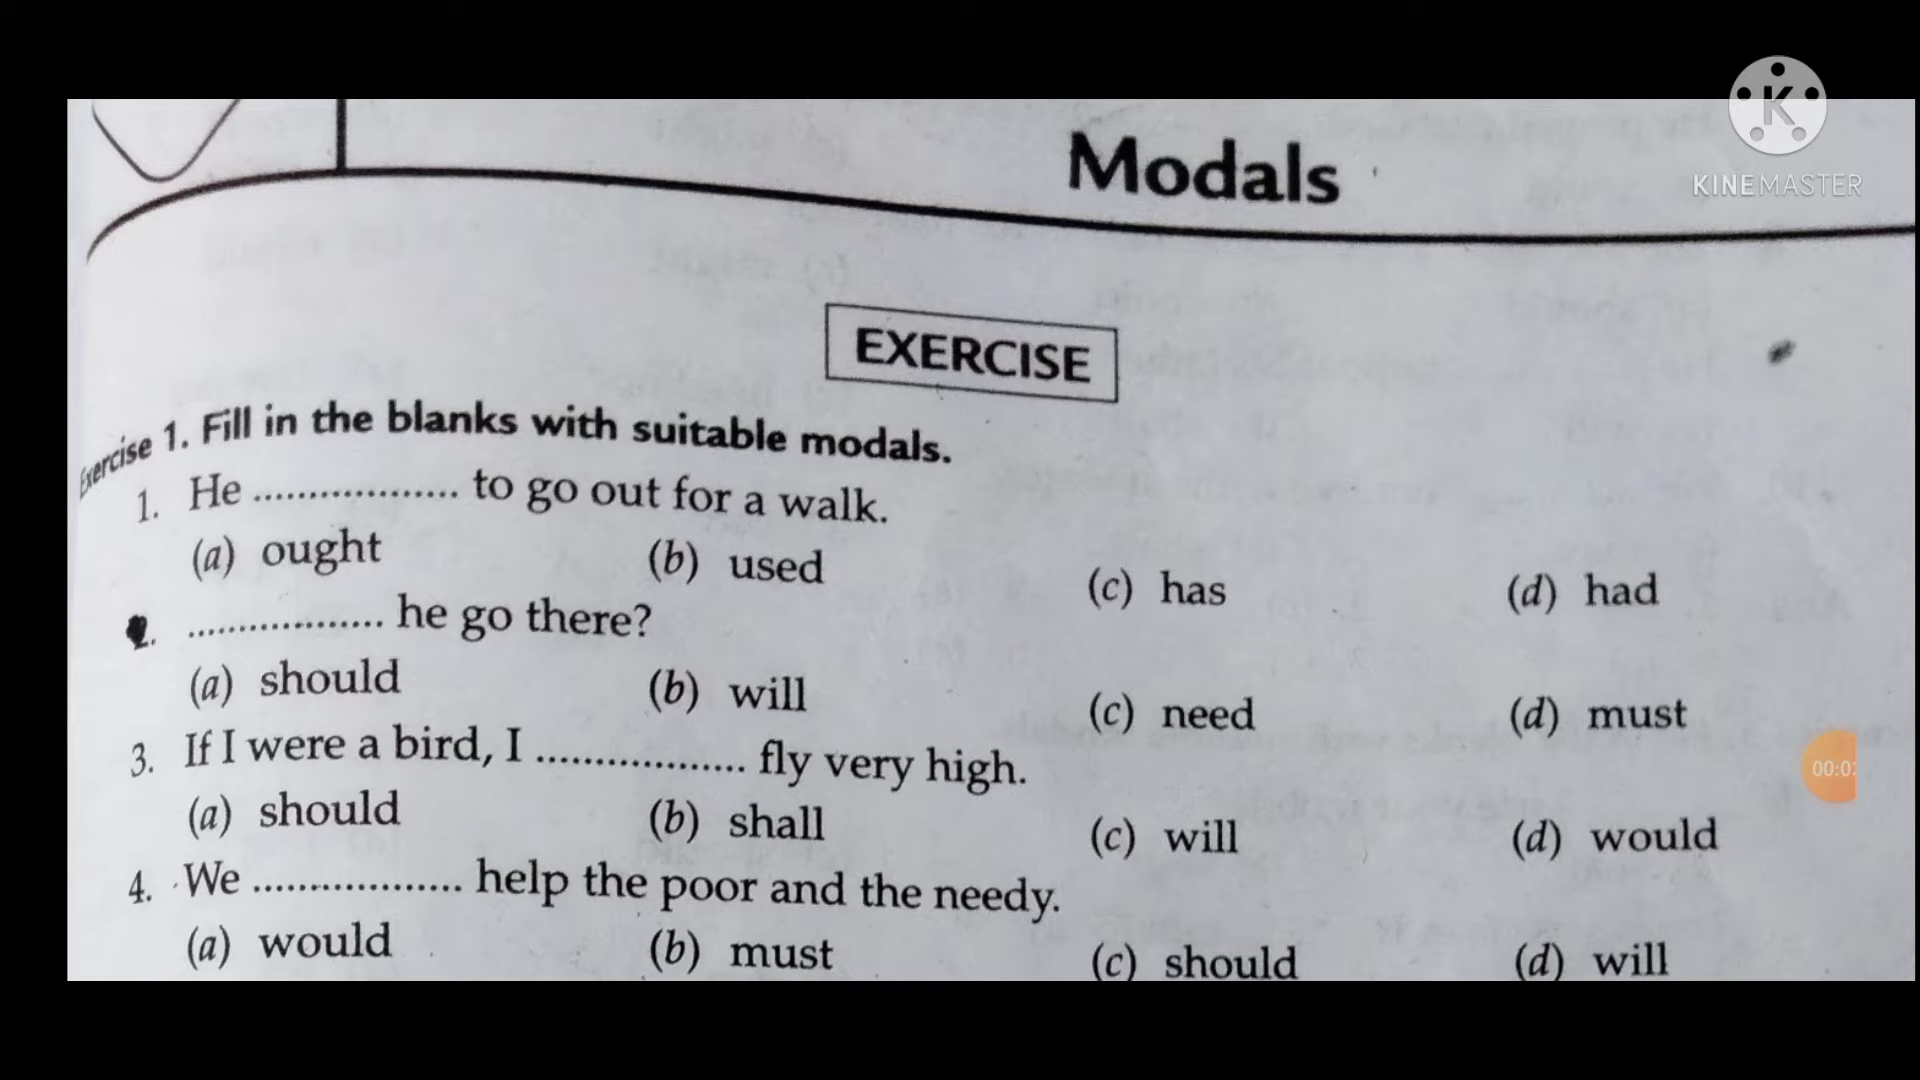 K
KINEMASTER
Modals
EXERCISE
Exercise 1. Fill in the blanks with suitable modals.
1. He .................. to go out for a walk.
(a) ought (b) used (c) has (d) had
2. .................. he go there?
(a) should (b) will (c) need (d) must
3. If I were a bird, I .................. fly very high.
(a) should (b) shall (c) will (d) would
4. We .................. help the poor and the needy.
(a) would (b) must (c) should (d) will